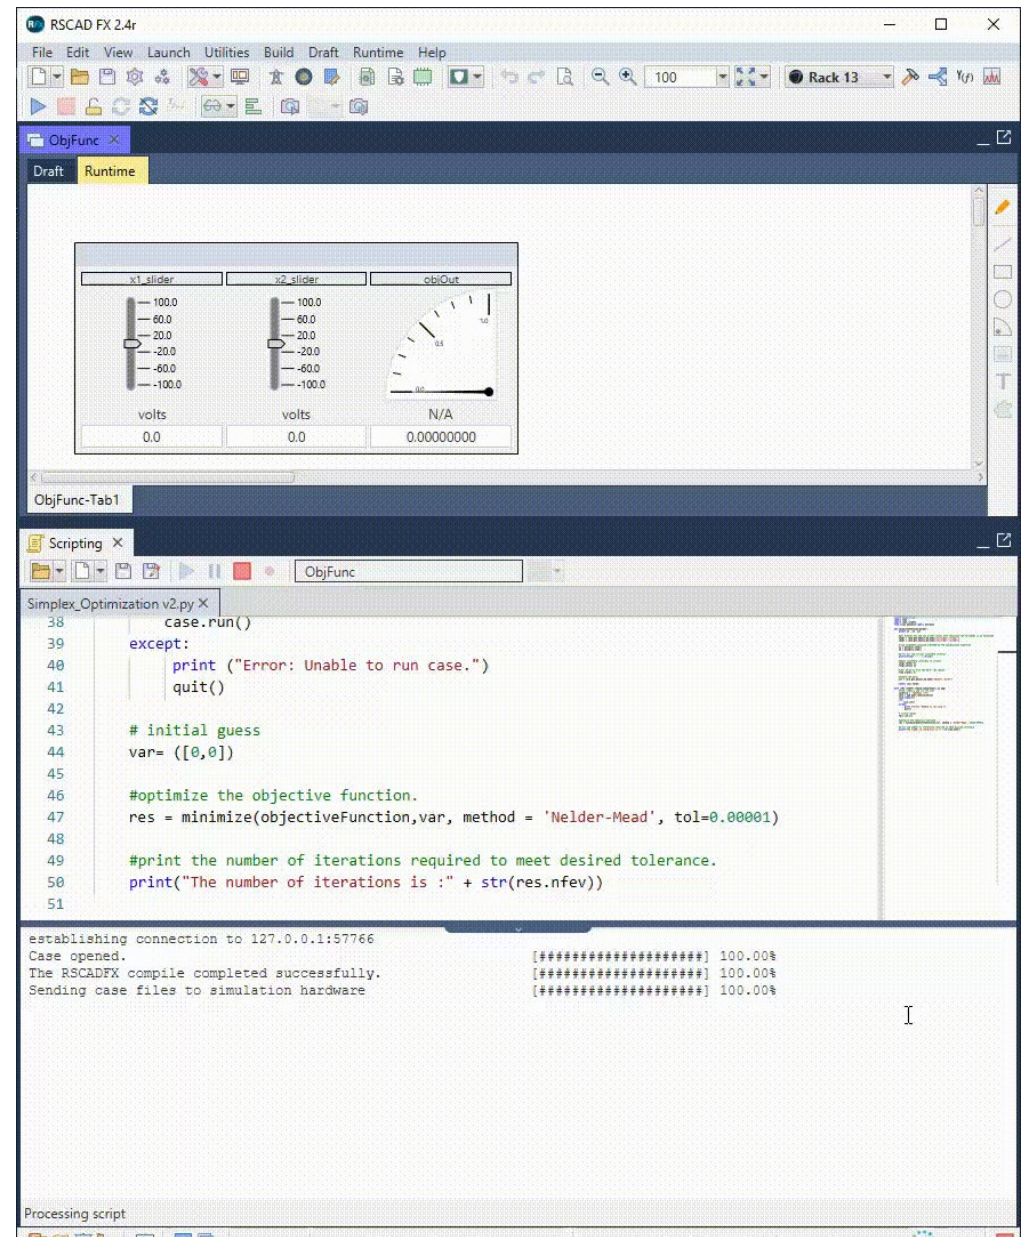 RSCAD FX 2.4r
File Edit View Launch Utilities Build Draft Runtime Help
100 Rack 13
ObjFunc
Draft Runtime
x1_slider x2_slider objOut
100.0 100.0
60.0 60.0
20.0 20.0
-20.0 -20.0
-60.0 -60.0
-100.0 -100.0
1.0
0.5
0.0
volts volts N/A
0.0 0.0 0.00000000
ObjFunc-Tab1
Scripting
ObjFunc
Simplex_Optimization v2.py
38 case.run()
39 except:
40 print ("Error: Unable to run case.")
41 quit()
42
43 # initial guess
44 var= ([0,0])
45
46 #optimize the objective function.
47 res = minimize(objectiveFunction,var, method = 'Nelder-Mead', tol=0.00001)
48
49 #print the number of iterations required to meet desired tolerance.
50 print("The number of iterations is :" + str(res.nfev))
51
establishing connection to 127.0.0.1:57766
Case opened. [####################] 100.00%
The RSCADFX compile completed successfully. [####################] 100.00%
Sending case files to simulation hardware [####################] 100.00%
Processing script